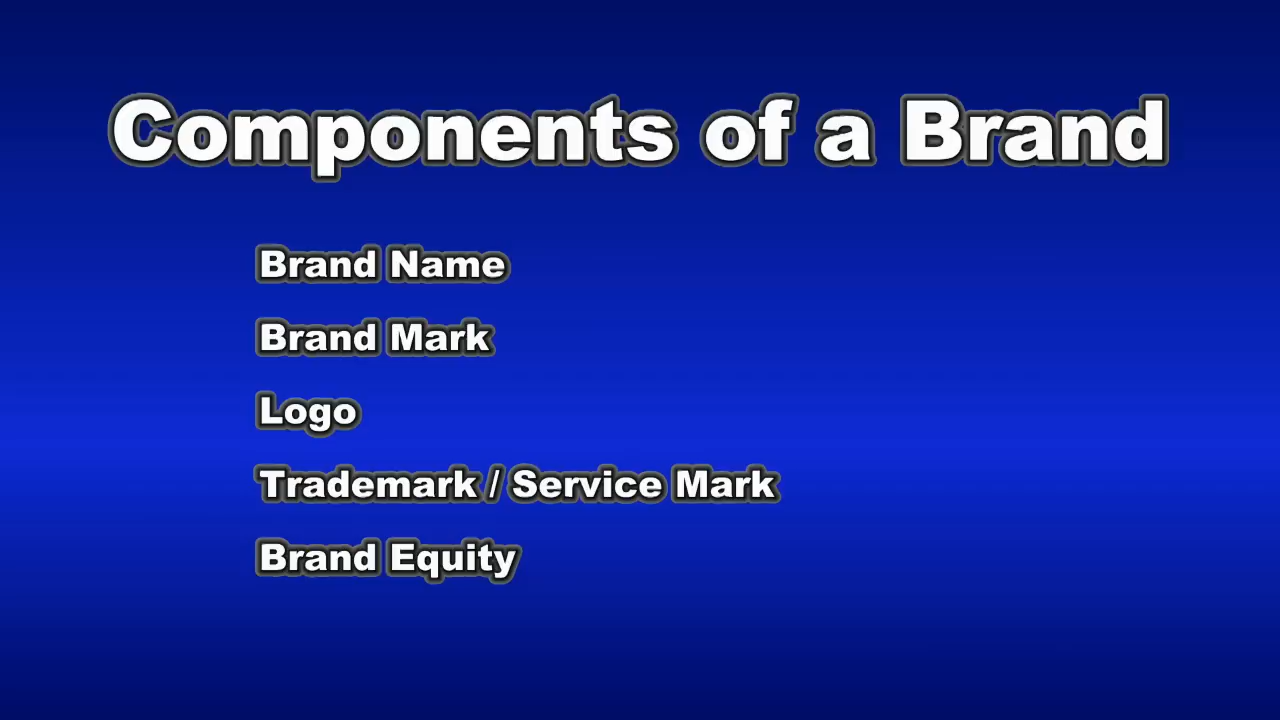 Components of a Brand
Brand Name
Brand Mark
Logo
Trademark / Service Mark
Brand Equity